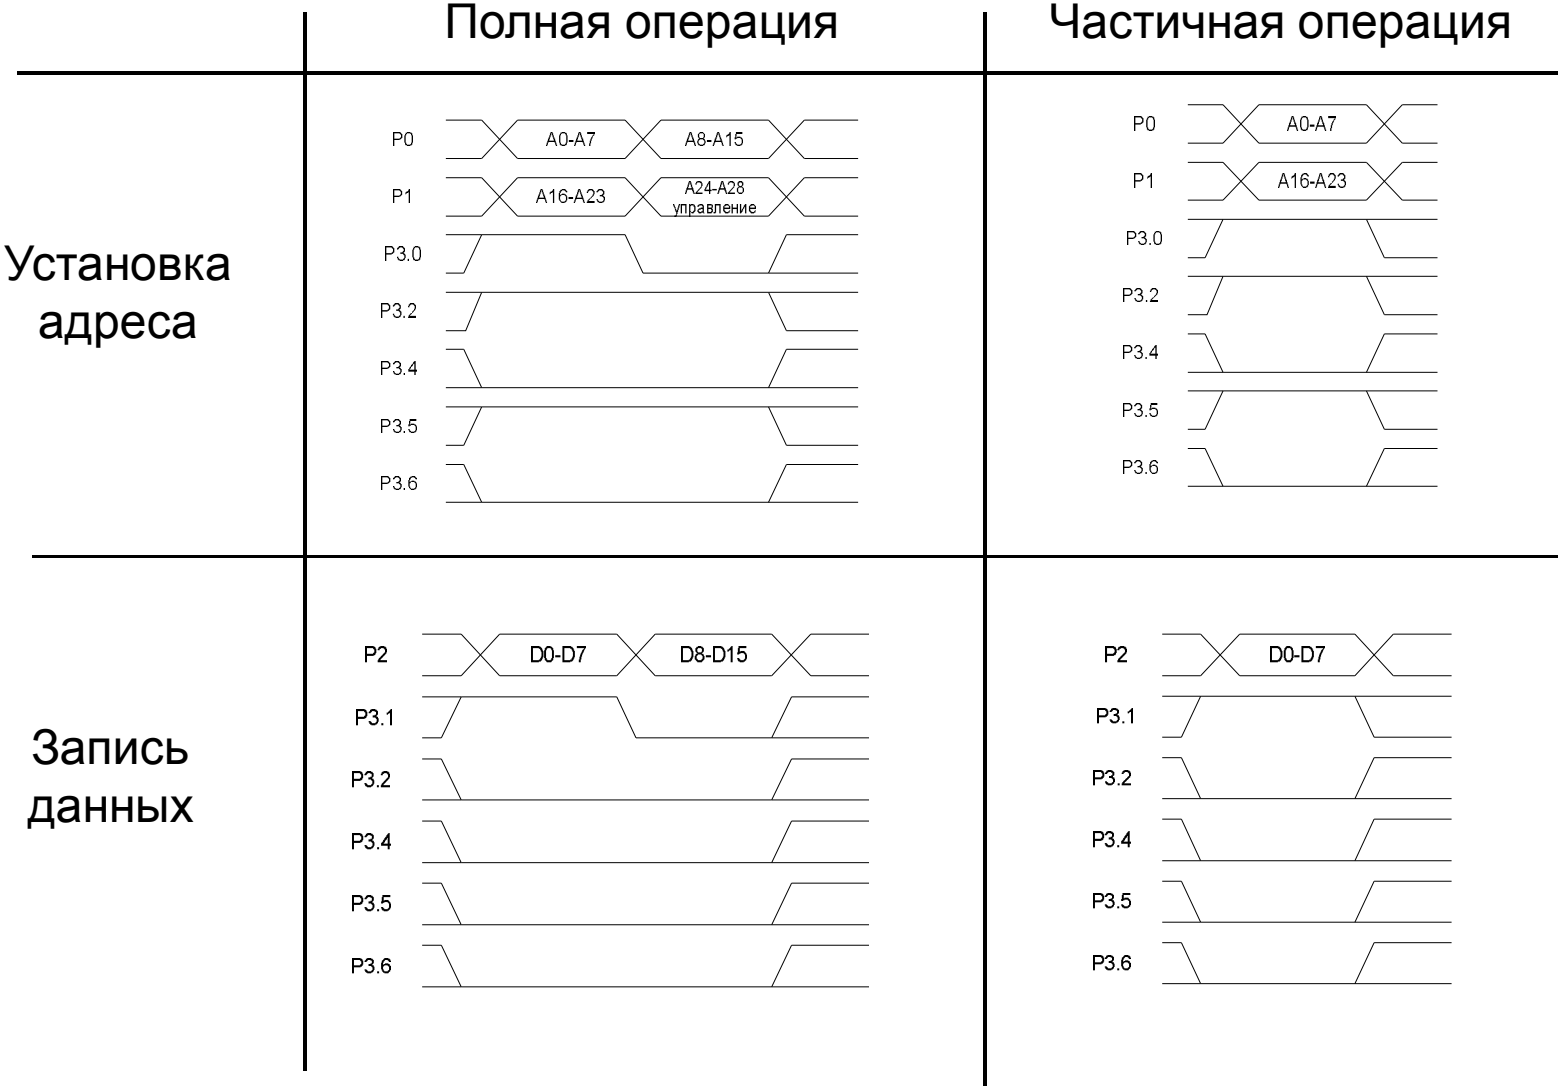 Полная операция
Частичная операция
Установка
адреса
P0
A0-A7
A8-A15
P1
A16-A23
A24-A28
управление
P3.0
P3.2
P3.4
P3.5
P3.6
P0
A0-A7
P1
A16-A23
P3.0
P3.2
P3.4
P3.5
P3.6
Запись
данных
P2
D0-D7
D8-D15
P3.1
P3.2
P3.4
P3.5
P3.6
P2
D0-D7
P3.1
P3.2
P3.4
P3.5
P3.6